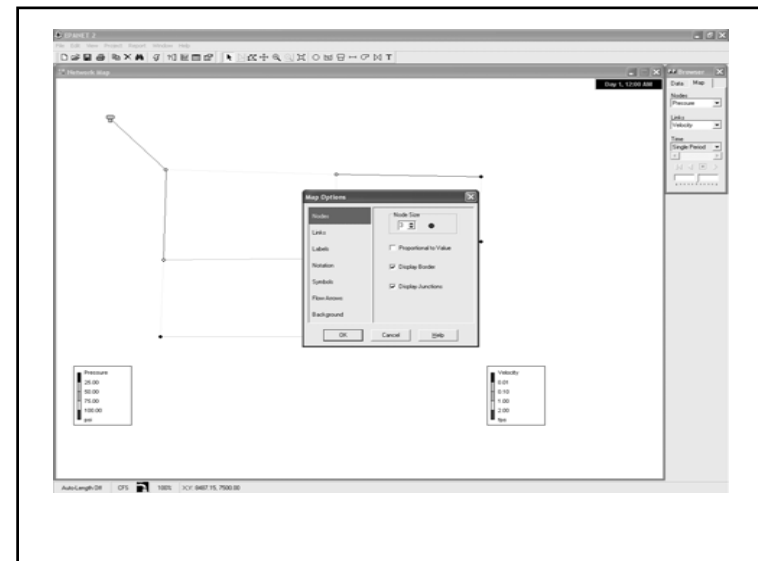 EPANET 2
File Edit View Project Report Window Help
Network Map
Day 1, 12:00 AM
Browser
Data Map
Nodes
Pressure
Links
Velocity
Time
Single Period
Map Options
Nodes
Links
Labels
Notation
Symbols
Flow Arrows
Background
Node Size
3
Proportional to Value
Display Border
Display Junctions
OK Cancel Help
Pressure
25.00
50.00
75.00
100.00
psi
Velocity
0.01
0.10
1.00
2.00
fps
Auto-Length Off CFS 100% X,Y: 8467.15, 7500.00